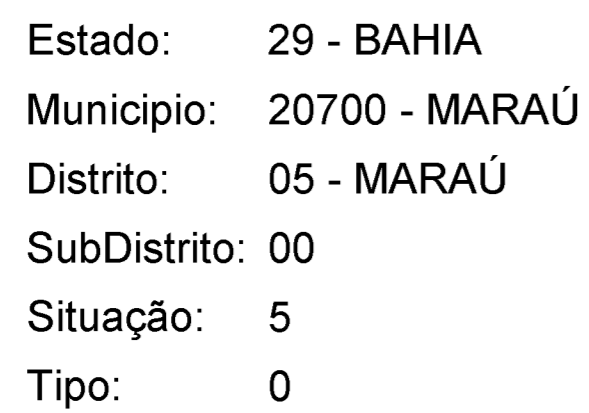 Estado: 29 - BAHIA
Municipio: 20700 - MARAÚ
Distrito: 05 - MARAÚ
SubDistrito: 00
Situação: 5
Tipo: 0